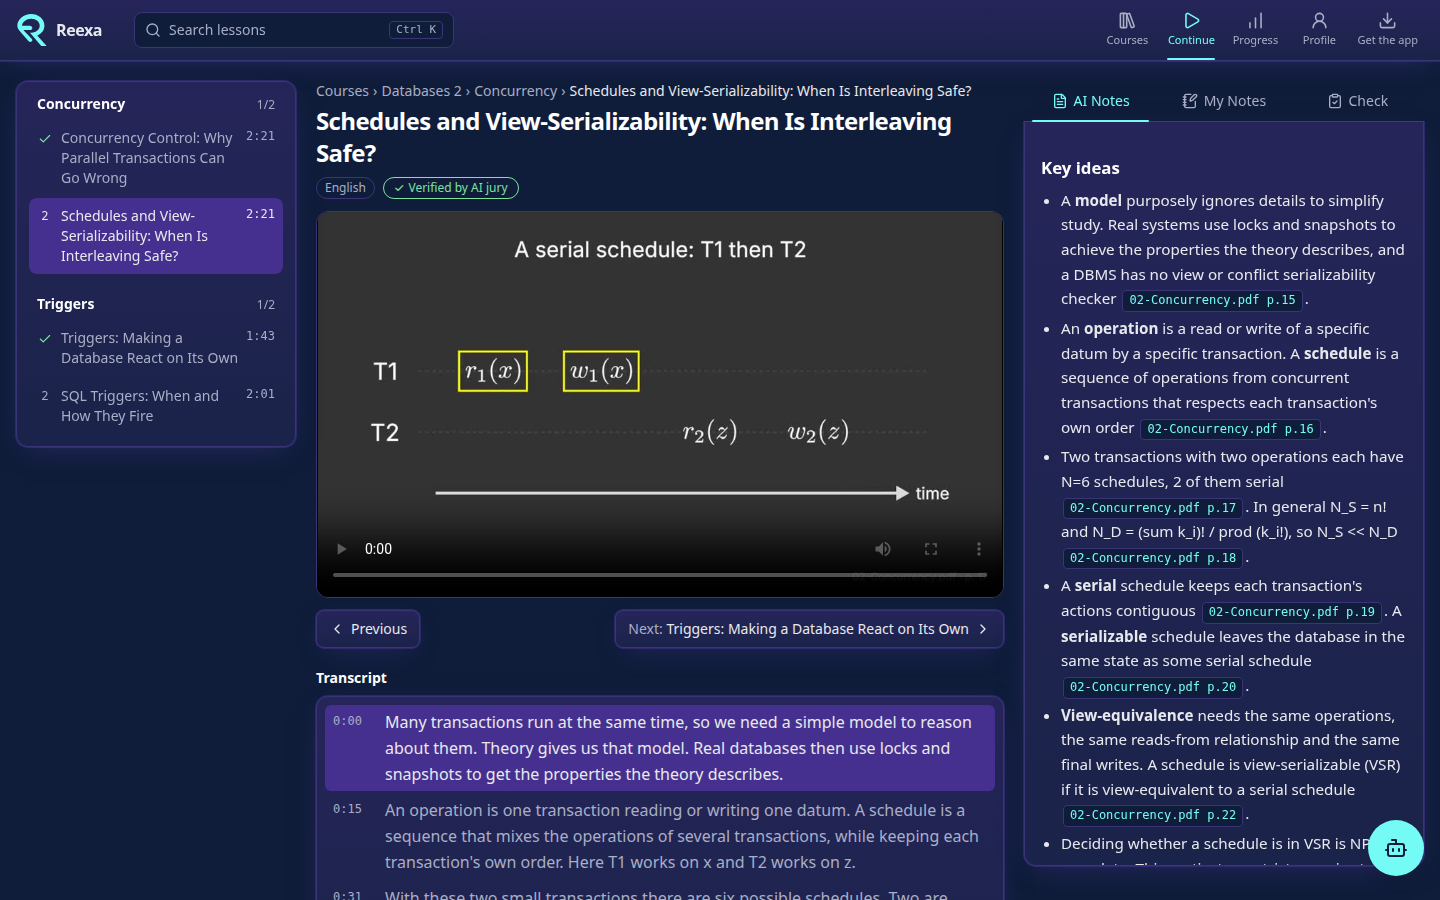 Reexa
Search lessons
Ctrl K
Courses
Continue
Progress
Profile
Get the app
Concurrency 1/2
Concurrency Control: Why 2:21
Parallel Transactions Can
Go Wrong
2 Schedules and View- 2:21
Serializability: When Is
Interleaving Safe?
Triggers 1/2
Triggers: Making a 1:43
Database React on Its Own
2 SQL Triggers: When and 2:01
How They Fire
Courses › Databases 2 › Concurrency › Schedules and View-Serializability: When Is Interleaving Safe?
Schedules and View-Serializability: When Is Interleaving
Safe?
English
Verified by AI jury
A serial schedule: T1 then T2
T1 r₁(x) w₁(x)
T2 r₂(z) w₂(z)
time
0:00
Previous
Next: Triggers: Making a Database React on Its Own
Transcript
0:00 Many transactions run at the same time, so we need a simple model to reason
about them. Theory gives us that model. Real databases then use locks and
snapshots to get the properties the theory describes.
0:15 An operation is one transaction reading or writing one datum. A schedule is a
sequence that mixes the operations of several transactions, while keeping each
transaction's own order. Here T1 works on x and T2 works on z.
0:31 With these two small transactions there are six possible schedules. Two are
AI Notes
My Notes
Check
Key ideas
• A model purposely ignores details to simplify
study. Real systems use locks and snapshots to
achieve the properties the theory describes, and
a DBMS has no view or conflict serializability
checker 02-Concurrency.pdf p.15 .
• An operation is a read or write of a specific
datum by a specific transaction. A schedule is a
sequence of operations from concurrent
transactions that respects each transaction's
own order 02-Concurrency.pdf p.16 .
• Two transactions with two operations each have
N=6 schedules, 2 of them serial
02-Concurrency.pdf p.17 . In general N_S = n!
and N_D = (sum k_i)! / prod (k_i!), so N_S << N_D
02-Concurrency.pdf p.18 .
• A serial schedule keeps each transaction's
actions contiguous 02-Concurrency.pdf p.19 . A
serializable schedule leaves the database in the
same state as some serial schedule
02-Concurrency.pdf p.20 .
• View-equivalence needs the same operations,
the same reads-from relationship and the same
final writes. A schedule is view-serializable (VSR)
if it is view-equivalent to a serial schedule
02-Concurrency.pdf p.22 .
• Deciding whether a schedule is in VSR is NP